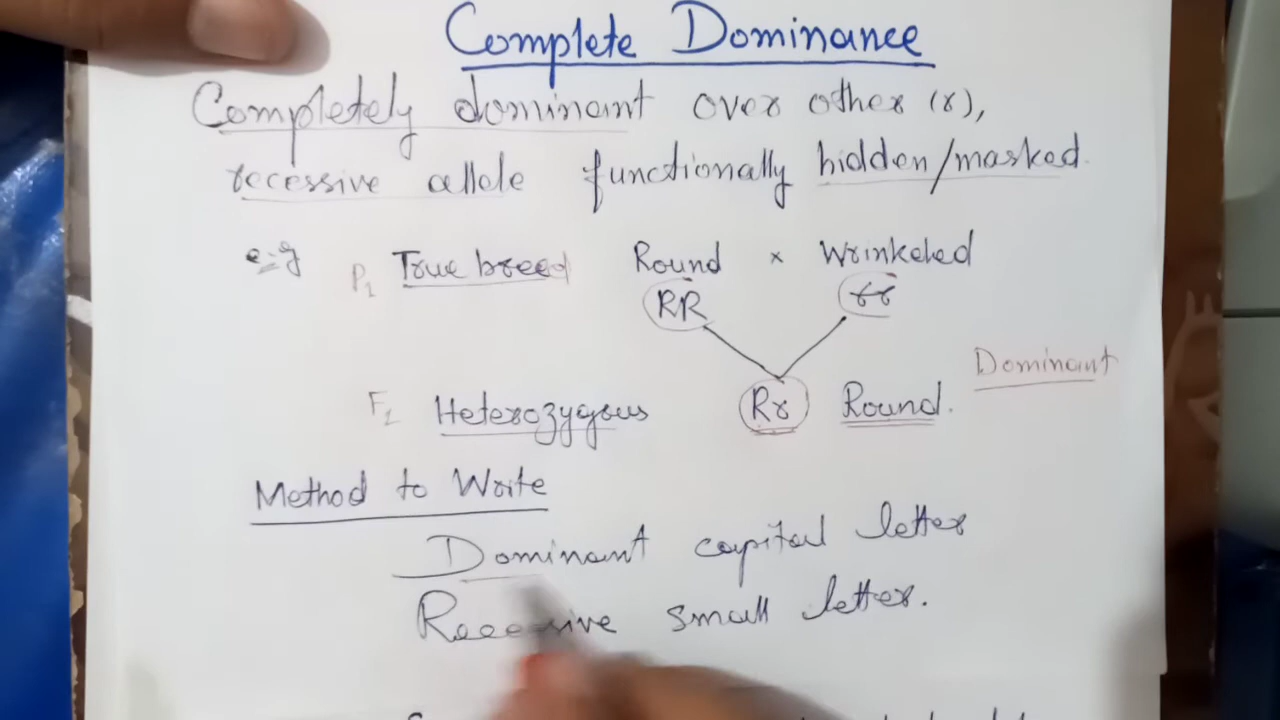 Complete Dominance
Completely dominant over other (r),
recessive allele functionally hidden/masked.
e.g P1 True breed Round × Wrinkeled
RR rr
Dominant
F1 Heterozygous Rr Round.
Method to Write
Dominant capital letter
Recessive small letter.